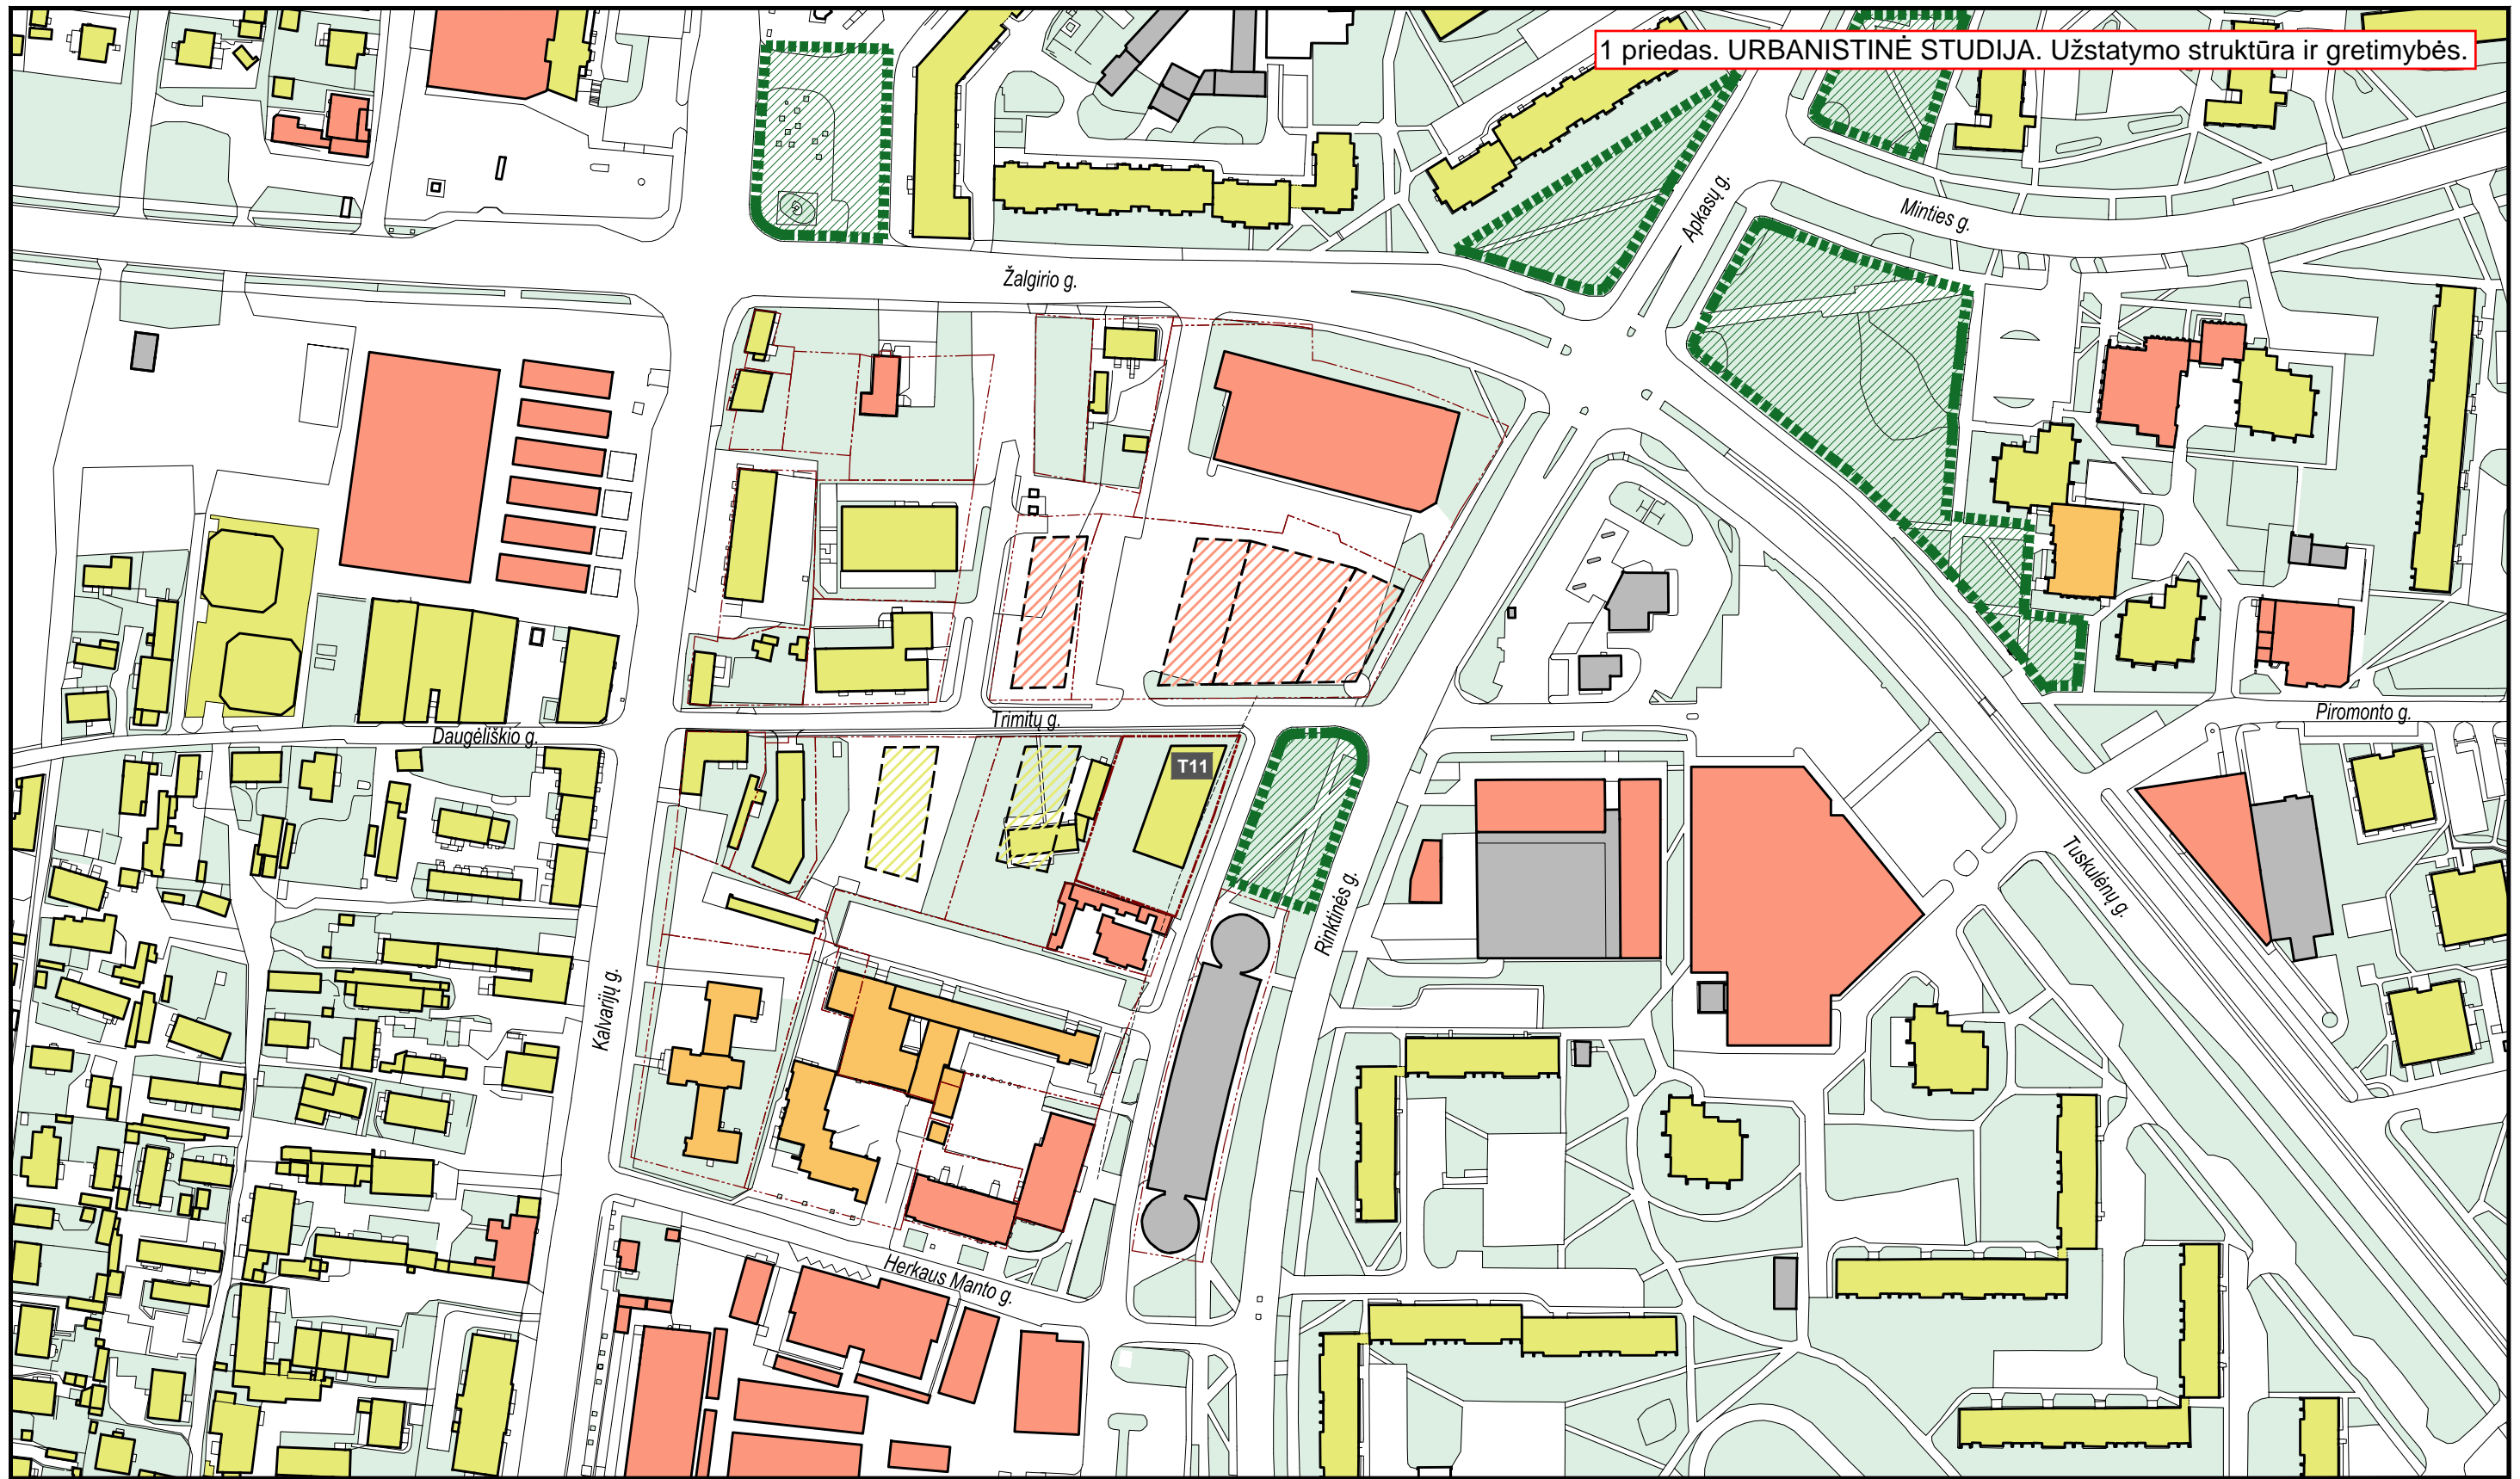 1 priedas. URBANISTINĖ STUDIJA. Užstatymo struktūra ir gretimybės.
Apkasų g.
Minties g.
Žalgirio g.
Trimitų g.
Piromonto g.
Daugėliškio g.
T11
Tuskulėnų g.
Rinktinės g.
Kalvarijų g.
Herkaus Manto g.